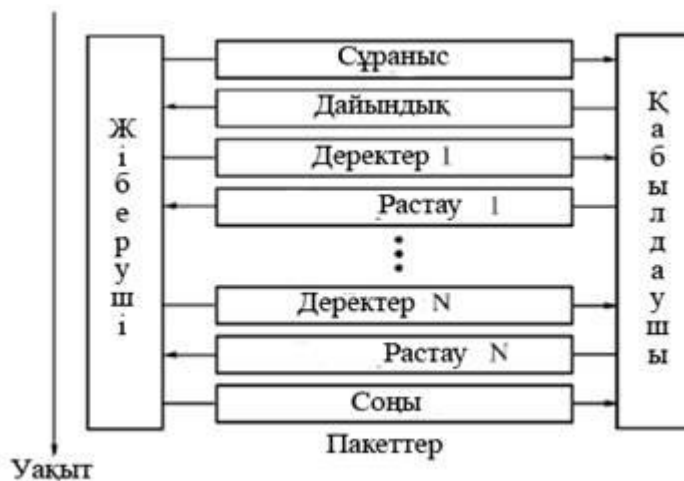 Жіберуші
Сұраныс
Дайындық
Деректер 1
Растау 1
Деректер N
Растау N
Соңы
Қабылдаушы
Пакеттер
Уақыт